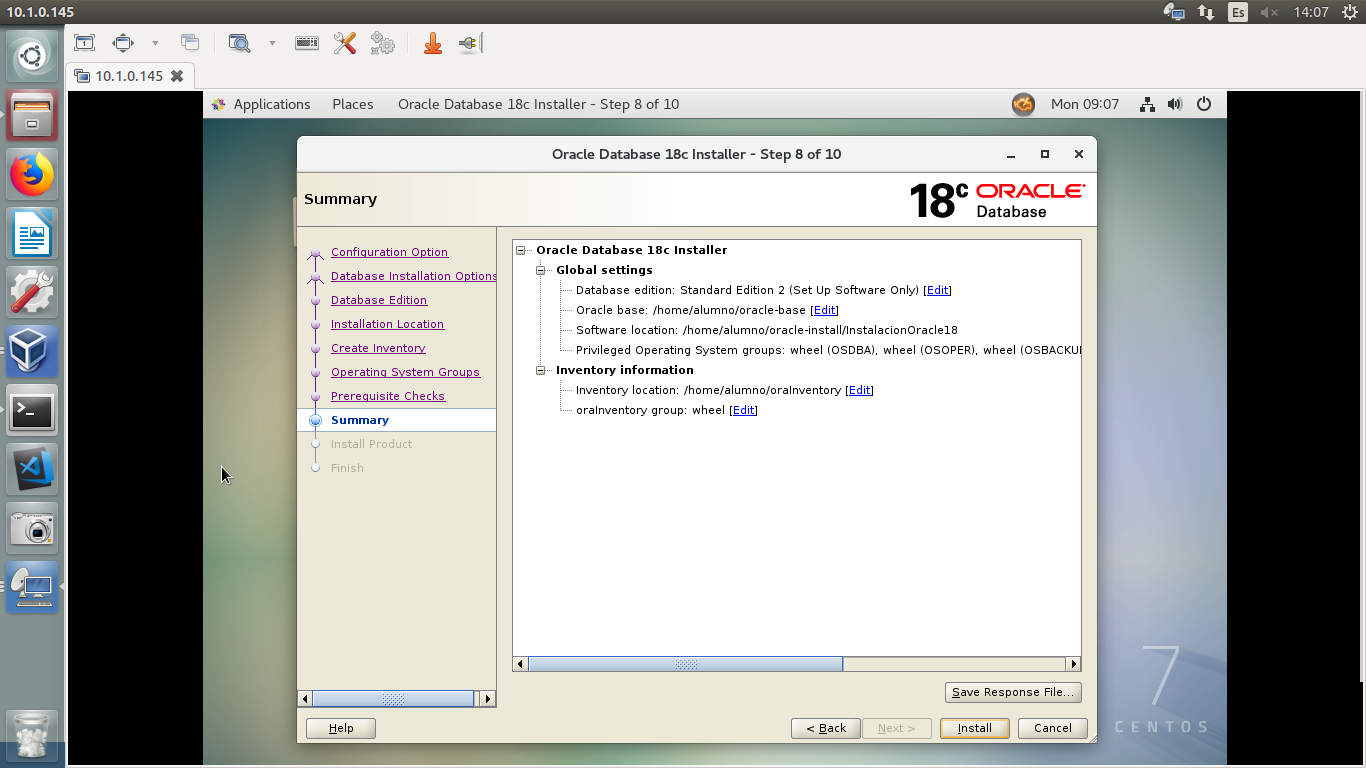 10.1.0.145
Es
14:07
10.1.0.145
Applications Places Oracle Database 18c Installer - Step 8 of 10
Mon 09:07
Oracle Database 18c Installer - Step 8 of 10
Summary
18c ORACLE
Database
Configuration Option
Database Installation Options
Database Edition
Installation Location
Create Inventory
Operating System Groups
Prerequisite Checks
Summary
Install Product
Finish
Oracle Database 18c Installer
Global settings
Database edition: Standard Edition 2 (Set Up Software Only) [Edit]
Oracle base: /home/alumno/oracle-base [Edit]
Software location: /home/alumno/oracle-install/InstalacionOracle18
Privileged Operating System groups: wheel (OSDBA), wheel (OSOPER), wheel (OSBACKU
Inventory information
Inventory location: /home/alumno/oraInventory [Edit]
oraInventory group: wheel [Edit]
Save Response File...
Help
< Back
Next >
Install
Cancel
7
CENTOS